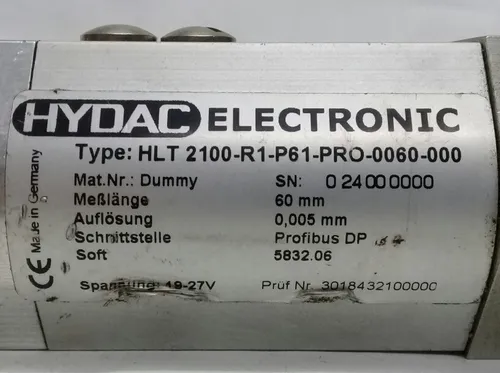 HYDAC ELECTRONIC
Type: HLT 2100-R1-P61-PRO-0060-000
Mat.Nr.: Dummy SN: 0 24 00 0000
Meßlänge 60 mm
Auflösung 0,005 mm
Schnittstelle Profibus DP
Soft 5832.06
Spannung: 19-27V Prüf Nr. 3018432100000
CE Made in Germany